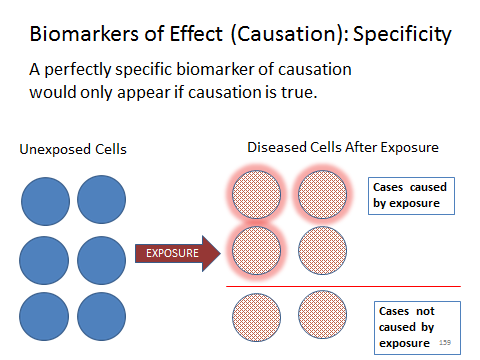 Biomarkers of Effect (Causation): Specificity
A perfectly specific biomarker of causation
would only appear if causation is true.
Unexposed Cells
Diseased Cells After Exposure
Cases caused
by exposure
EXPOSURE
Cases not
caused by
exposure
159